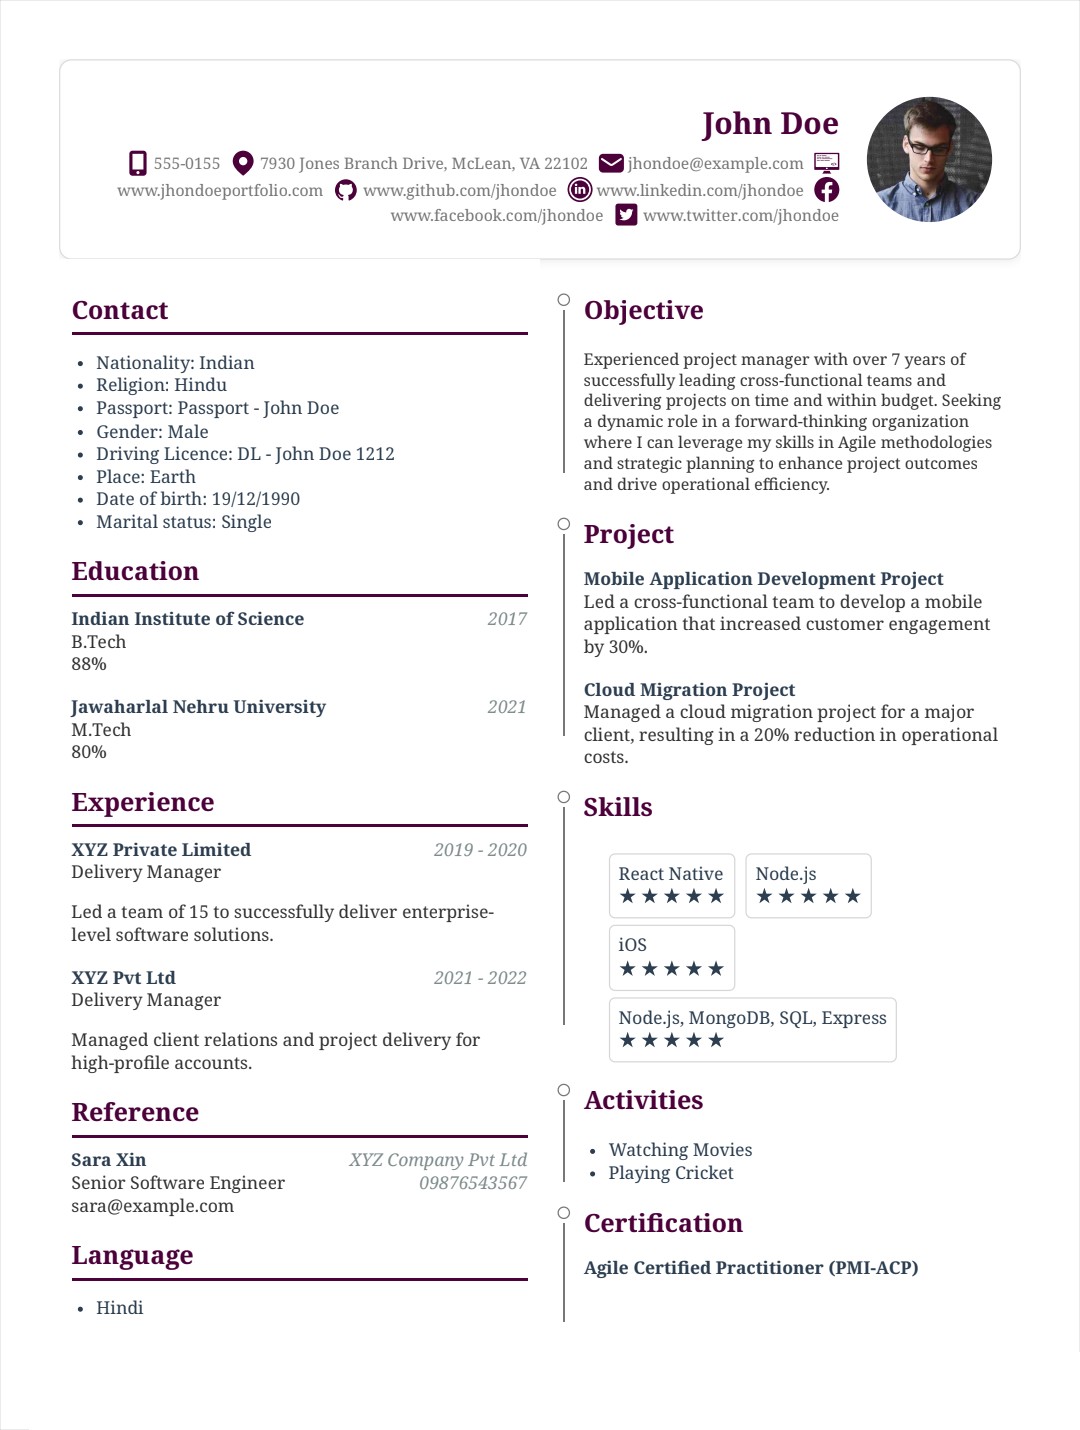 John Doe
555-0155 7930 Jones Branch Drive, McLean, VA 22102 jhondoe@example.com
www.jhondoeportfolio.com www.github.com/jhondoe www.linkedin.com/jhondoe
www.facebook.com/jhondoe www.twitter.com/jhondoe
Contact
• Nationality: Indian
• Religion: Hindu
• Passport: Passport - John Doe
• Gender: Male
• Driving Licence: DL - John Doe 1212
• Place: Earth
• Date of birth: 19/12/1990
• Marital status: Single
Education
Indian Institute of Science 2017
B.Tech
88%
Jawaharlal Nehru University 2021
M.Tech
80%
Experience
XYZ Private Limited 2019 - 2020
Delivery Manager
Led a team of 15 to successfully deliver enterprise-
level software solutions.
XYZ Pvt Ltd 2021 - 2022
Delivery Manager
Managed client relations and project delivery for
high-profile accounts.
Reference
Sara Xin XYZ Company Pvt Ltd
Senior Software Engineer 09876543567
sara@example.com
Language
• Hindi
Objective
Experienced project manager with over 7 years of
successfully leading cross-functional teams and
delivering projects on time and within budget. Seeking
a dynamic role in a forward-thinking organization
where I can leverage my skills in Agile methodologies
and strategic planning to enhance project outcomes
and drive operational efficiency.
Project
Mobile Application Development Project
Led a cross-functional team to develop a mobile
application that increased customer engagement
by 30%.
Cloud Migration Project
Managed a cloud migration project for a major
client, resulting in a 20% reduction in operational
costs.
Skills
React Native Node.js
★★★★★ ★★★★★
iOS
★★★★★
Node.js, MongoDB, SQL, Express
★★★★★
Activities
• Watching Movies
• Playing Cricket
Certification
Agile Certified Practitioner (PMI-ACP)